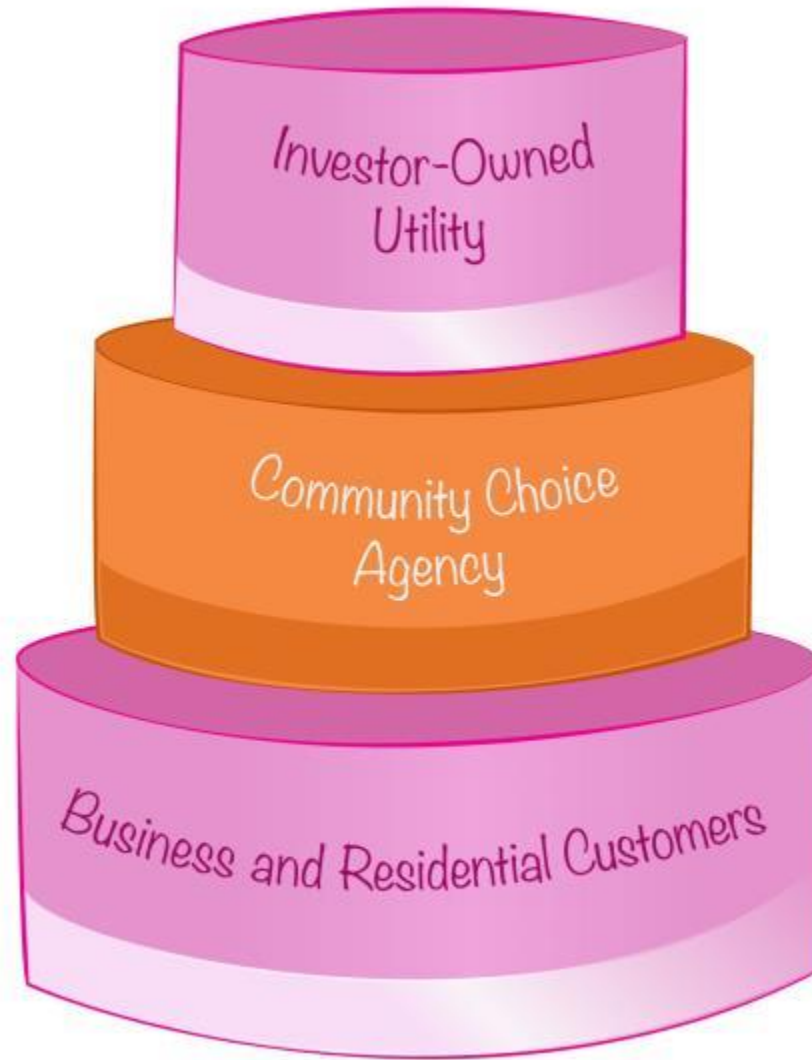 Investor-Owned
Utility
Community Choice
Agency
Business and Residential Customers